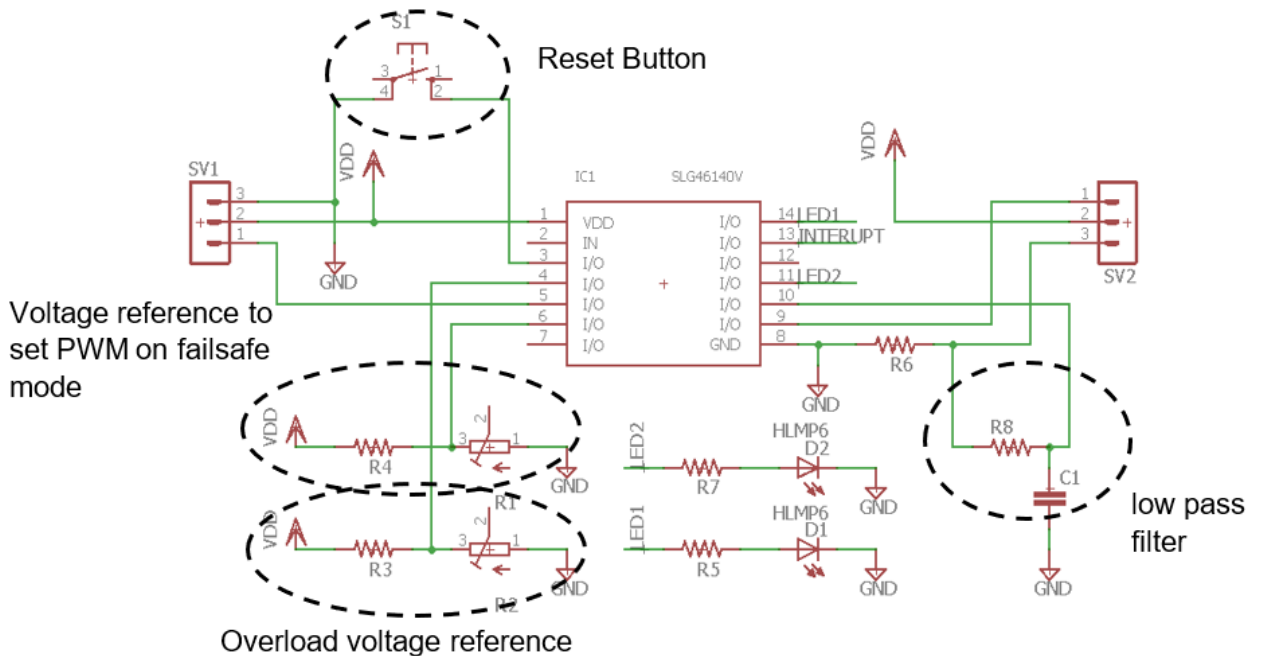 S1
Reset Button
3 1
4 2
VDD
VDD
SV1
IC1 SLG46140V
3
2
1
1 VDD I/O 14 LED1
2 IN I/O 13 INTERUPT
3 I/O I/O 12
4 I/O I/O 11 LED2
5 I/O I/O 10
6 I/O I/O 9
7 I/O GND 8
1
2
3
SV2
GND
Voltage reference to
set PWM on failsafe
mode
R6
GND
VDD
R4
3 2 1
GND
R1
LED2
R7
HLMP6
D2
GND
R8
C1
low pass
filter
VDD
R3
3 2 1
GND
R2
LED1
R5
HLMP6
D1
GND
GND
Overload voltage reference